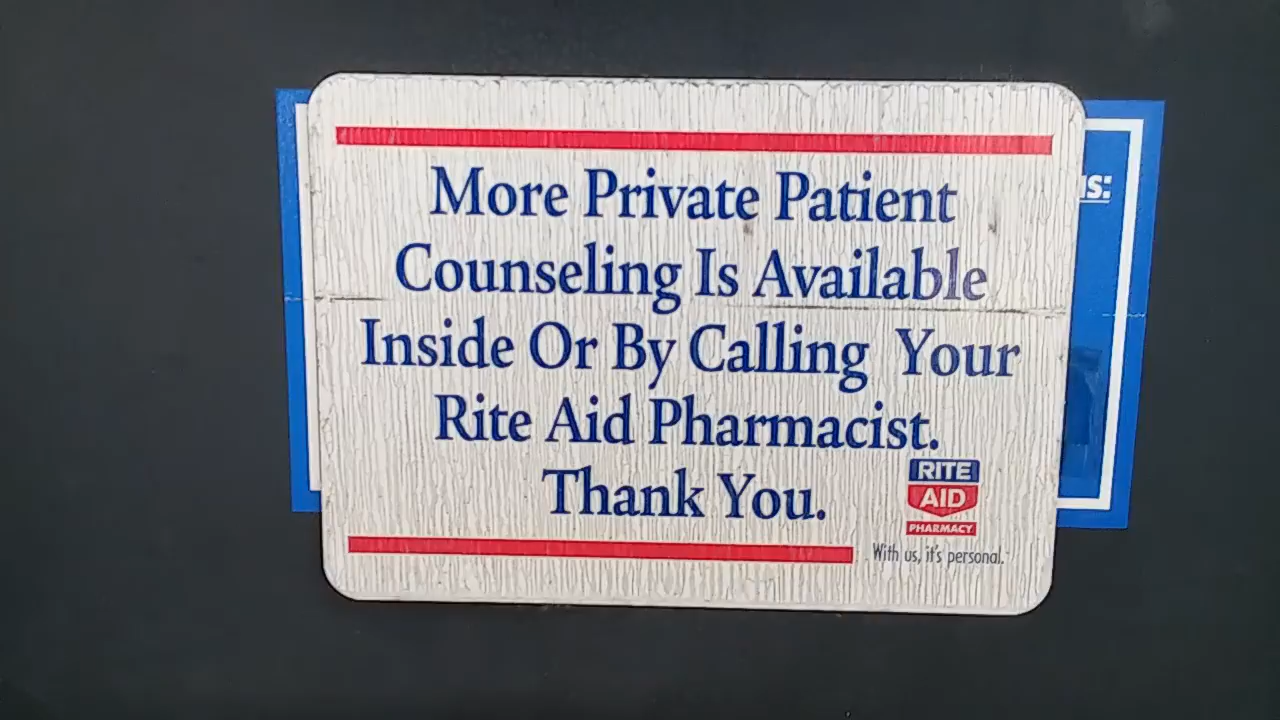 More Private Patient
Counseling Is Available
Inside Or By Calling Your
Rite Aid Pharmacist.
Thank You.
RITE
AID
PHARMACY
With us, it's personal.